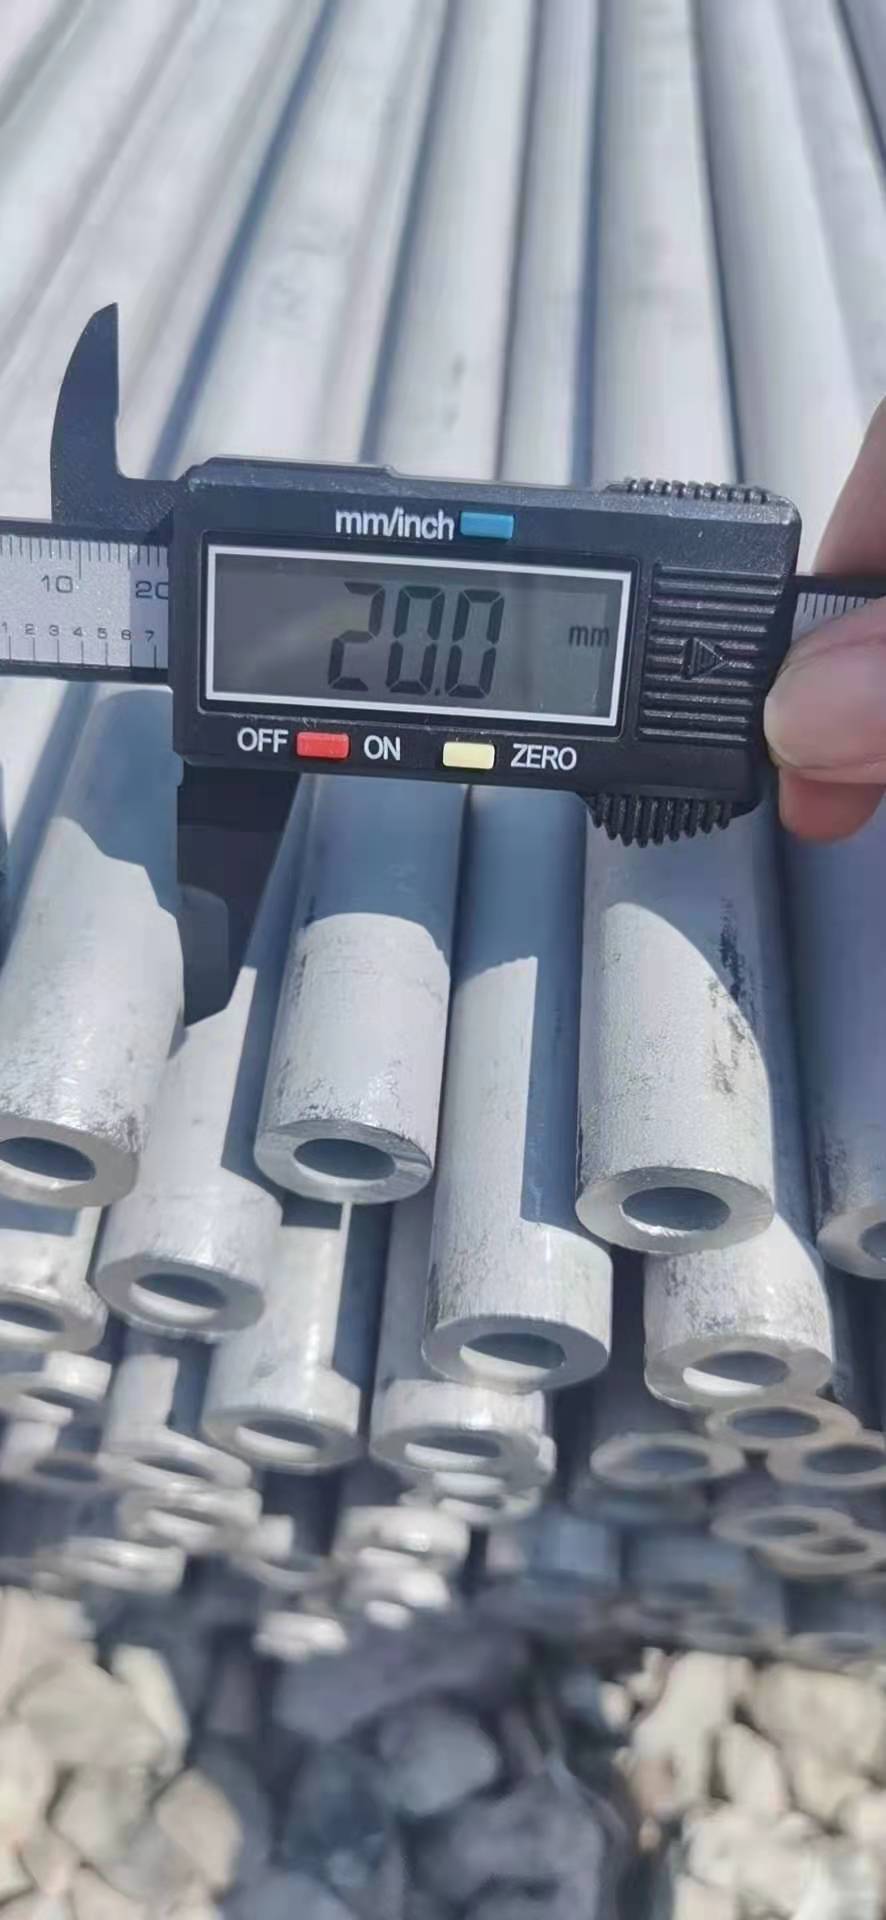 mm/inch
10 20
1 2 3 4 5 6 7
20.0 mm
OFF ON ZERO